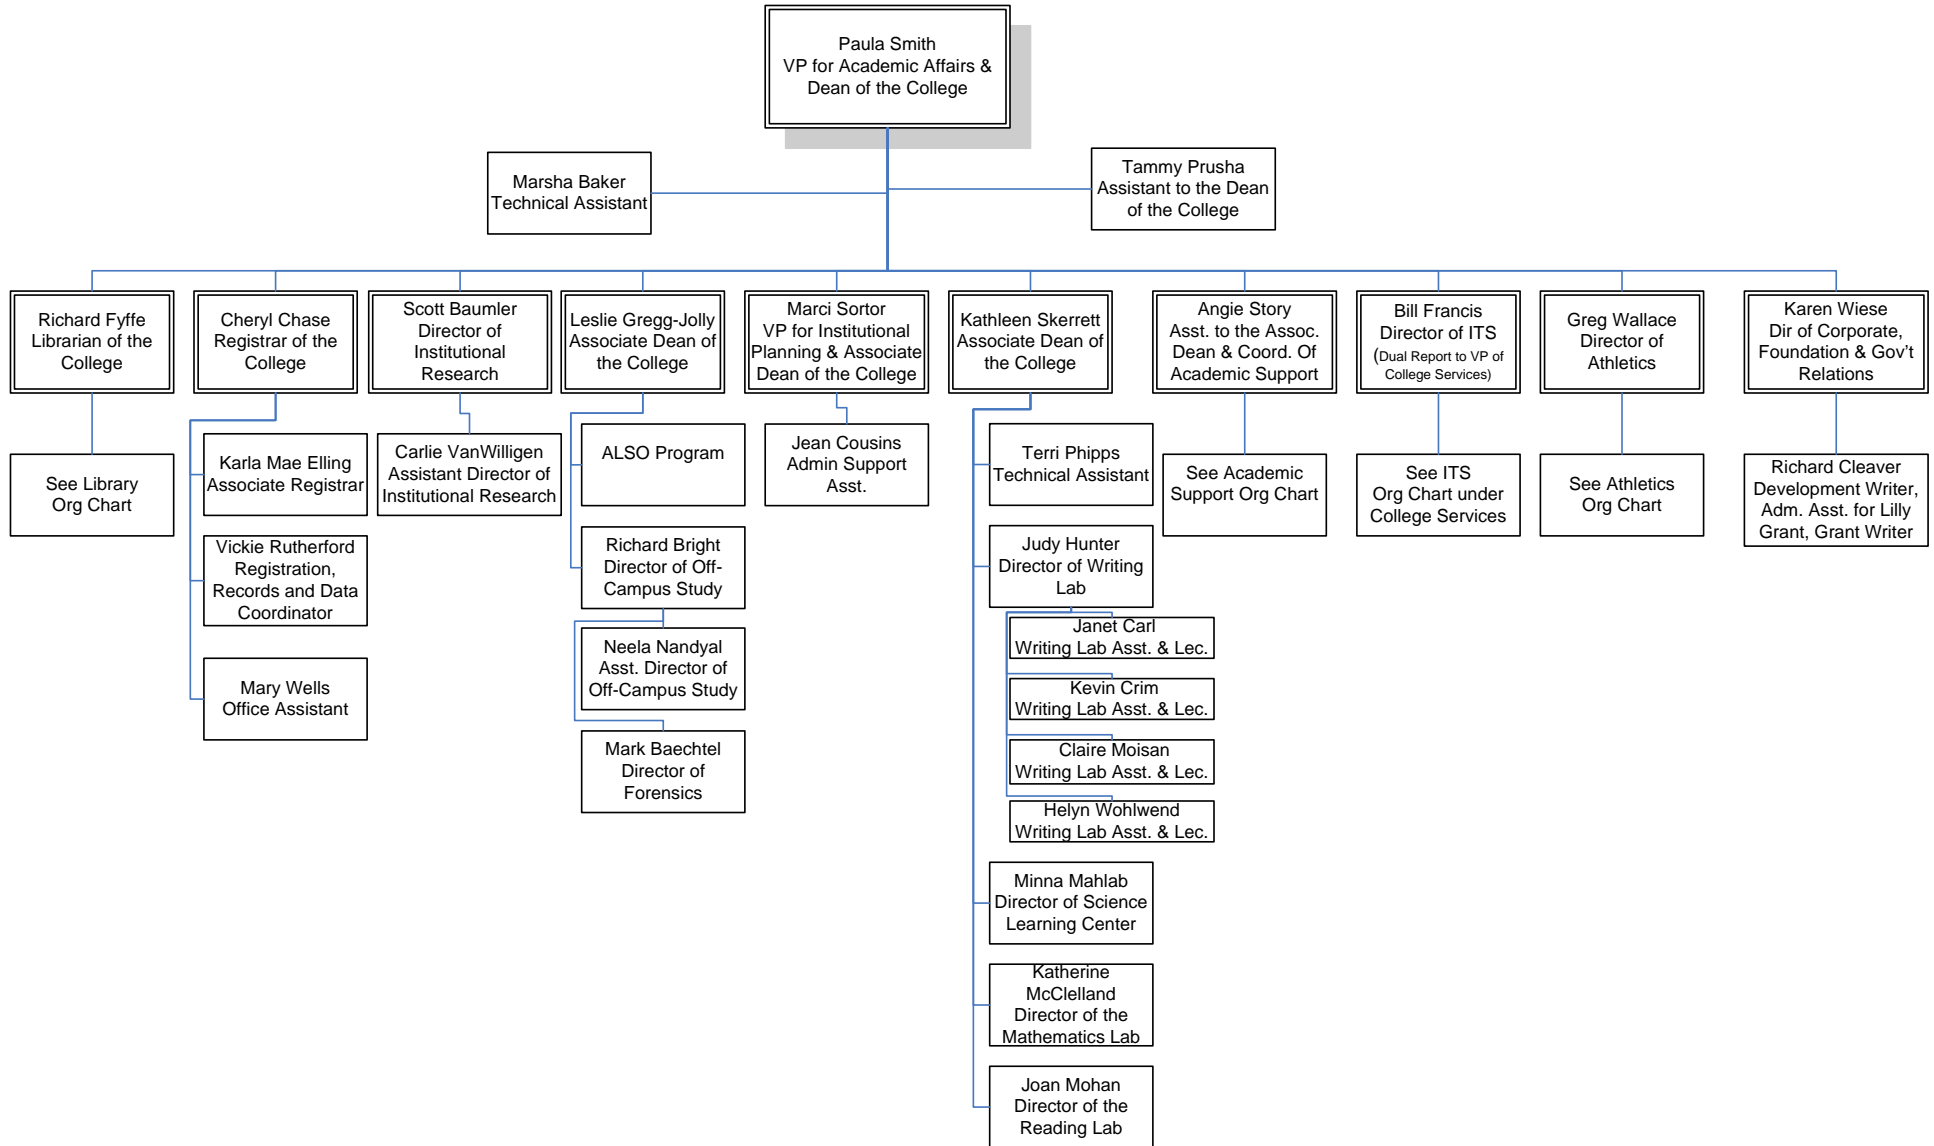 Paula Smith
VP for Academic Affairs &
Dean of the College
Marsha Baker
Technical Assistant
Tammy Prusha
Assistant to the Dean
of the College
Richard Fyffe
Librarian of the
College
Cheryl Chase
Registrar of the
College
Scott Baumler
Director of
Institutional
Research
Leslie Gregg-Jolly
Associate Dean of
the College
Marci Sortor
VP for Institutional
Planning & Associate
Dean of the College
Kathleen Skerrett
Associate Dean of
the College
Angie Story
Asst. to the Assoc.
Dean & Coord. Of
Academic Support
Bill Francis
Director of ITS
(Dual Report to VP of
College Services)
Greg Wallace
Director of
Athletics
Karen Wiese
Dir of Corporate,
Foundation & Gov't
Relations
See Library
Org Chart
Karla Mae Elling
Associate Registrar
Vickie Rutherford
Registration,
Records and Data
Coordinator
Mary Wells
Office Assistant
Carlie VanWilligen
Assistant Director of
Institutional Research
ALSO Program
Richard Bright
Director of Off-
Campus Study
Neela Nandyal
Asst. Director of
Off-Campus Study
Mark Baechtel
Director of
Forensics
Jean Cousins
Admin Support
Asst.
Terri Phipps
Technical Assistant
Judy Hunter
Director of Writing
Lab
Janet Carl
Writing Lab Asst. & Lec.
Kevin Crim
Writing Lab Asst. & Lec.
Claire Moisan
Writing Lab Asst. & Lec.
Helyn Wohlwend
Writing Lab Asst. & Lec.
Minna Mahlab
Director of Science
Learning Center
Katherine
McClelland
Director of the
Mathematics Lab
Joan Mohan
Director of the
Reading Lab
See Academic
Support Org Chart
See ITS
Org Chart under
College Services
See Athletics
Org Chart
Richard Cleaver
Development Writer,
Adm. Asst. for Lilly
Grant, Grant Writer